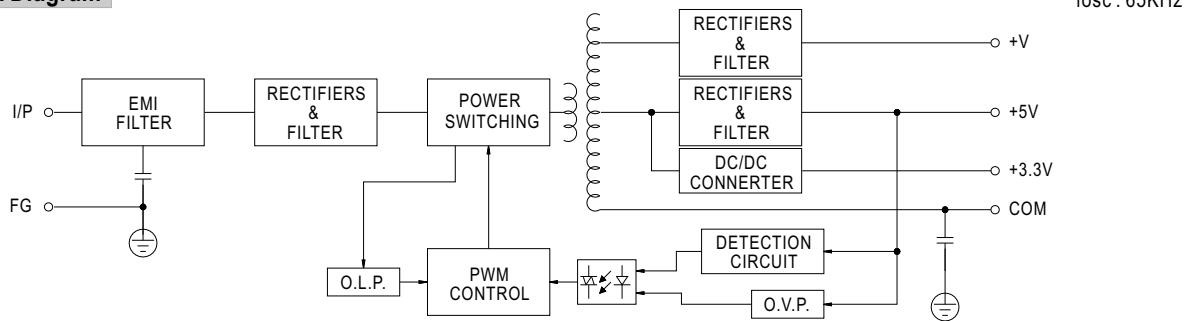 Diagram
fosc : 65KHz
RECTIFIERS
&
FILTER
+V
I/P
EMI
FILTER
RECTIFIERS
&
FILTER
POWER
SWITCHING
RECTIFIERS
&
FILTER
+5V
DC/DC
CONNERTER
+3.3V
FG
COM
DETECTION
CIRCUIT
O.L.P.
PWM
CONTROL
O.V.P.